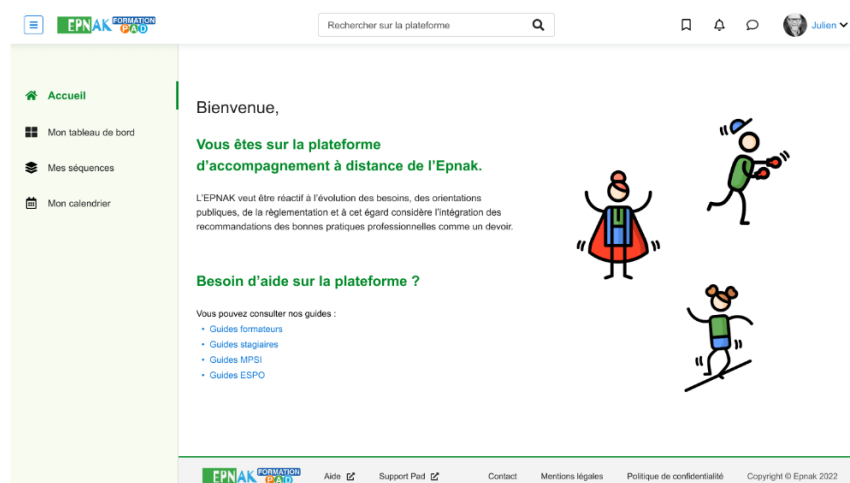 EPNAK FORMATION PAD
Rechercher sur la plateforme
Julien
Accueil
Mon tableau de bord
Mes séquences
Mon calendrier
Bienvenue,
Vous êtes sur la plateforme
d’accompagnement à distance de l’Epnak.
L’EPNAK veut être réactif à l’évolution des besoins, des orientations
publiques, de la règlementation et à cet égard considère l’intégration des
recommandations des bonnes pratiques professionnelles comme un devoir.
Besoin d’aide sur la plateforme ?
Vous pouvez consulter nos guides :
• Guides formateurs
• Guides stagiaires
• Guides MPSI
• Guides ESPO
EPNAK FORMATION PAD
Aide
Support Pad
Contact
Mentions légales
Politique de confidentialité
Copyright © Epnak 2022